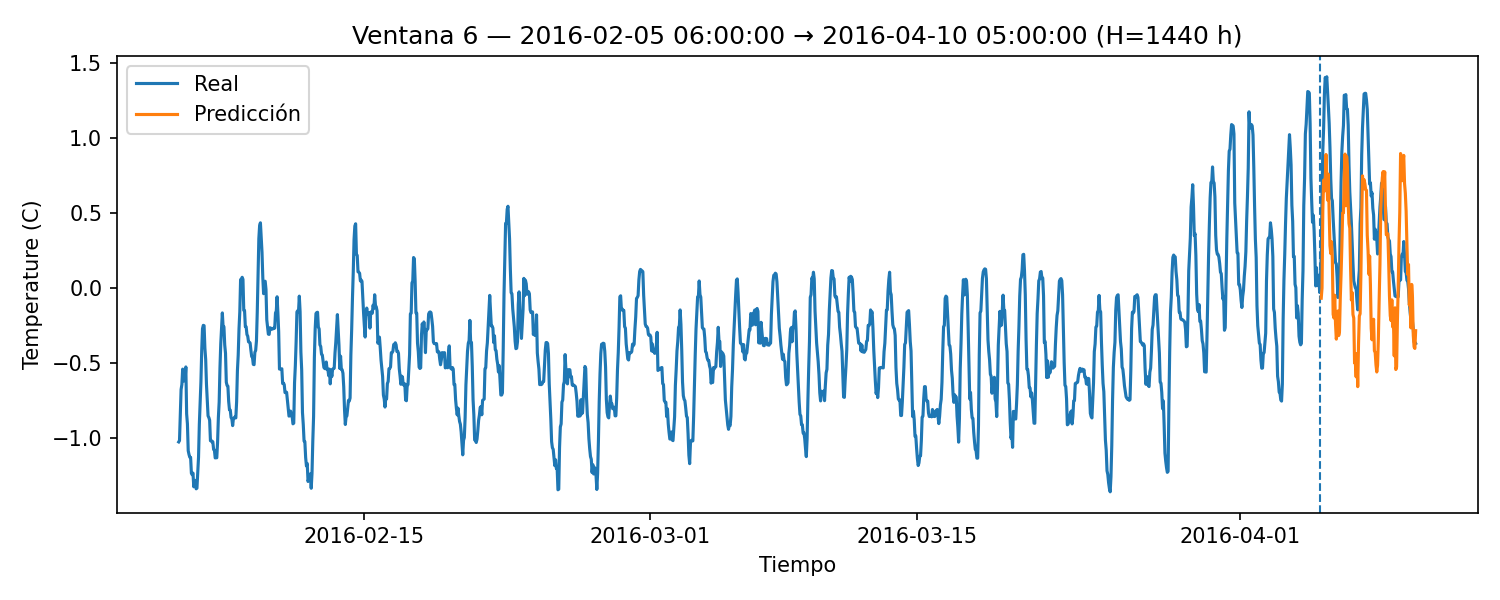 Ventana 6 — 2016-02-05 06:00:00 → 2016-04-10 05:00:00 (H=1440 h)
Real
Predicción
Temperature (C)
1.5
1.0
0.5
0.0
−0.5
−1.0
2016-02-15
2016-03-01
2016-03-15
2016-04-01
Tiempo